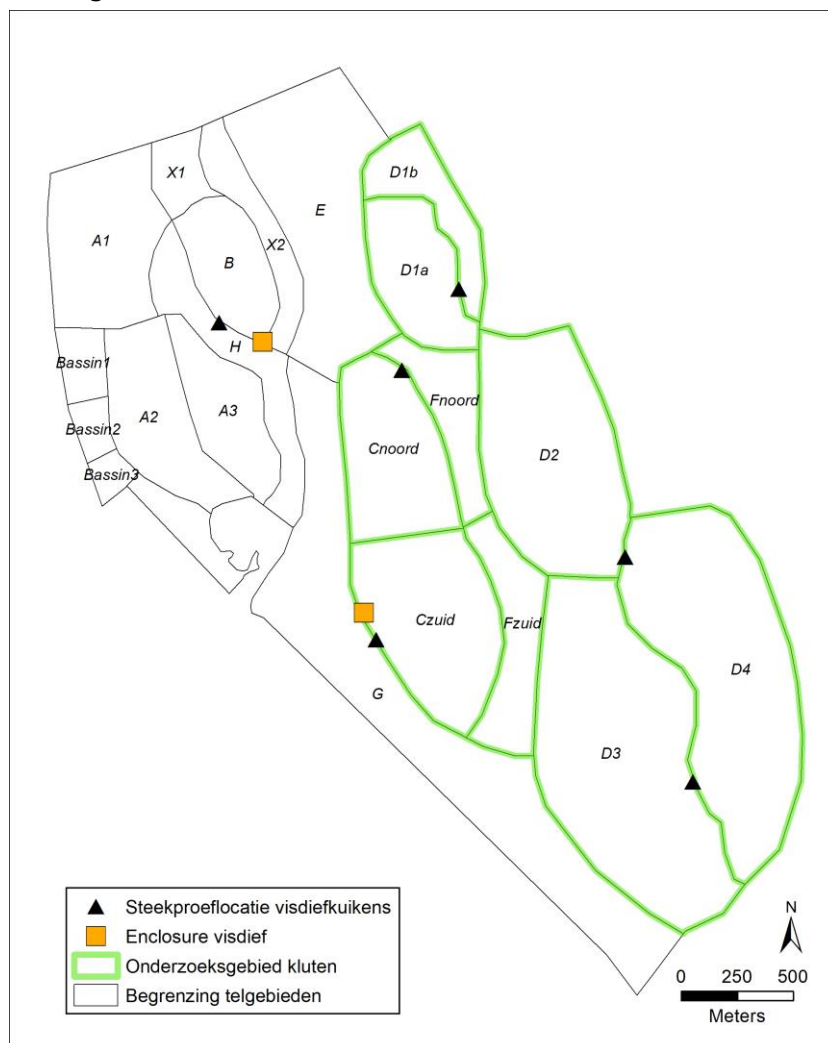 D1b
X1
E
A1
X2
B
D1a
H
Bassin1
Fnoord
A2
A3
Bassin2
Cnoord
D2
Bassin3
Czuid
Fzuid
D4
G
D3
Steekproeflocatie visdiefkuikens
Enclosure visdief
Onderzoeksgebied kluten
Begrenzing telgebieden
N
0 250 500
Meters